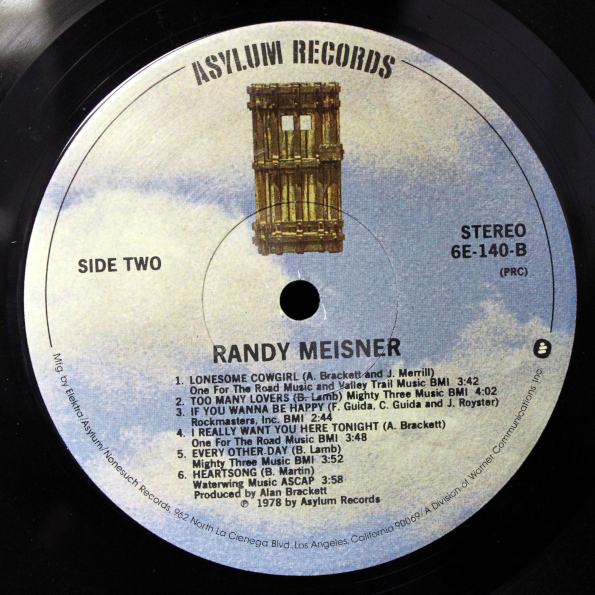 ASYLUM RECORDS
SIDE TWO
STEREO
6E-140-B
(PRC)
RANDY MEISNER
1. LONESOME COWGIRL (A. Brackett and J. Merrill)
One For The Road Music and Valley Trail Music BMI 3:42
2. TOO MANY LOVERS (B. Lamb) Mighty Three Music BMI 4:02
3. IF YOU WANNA BE HAPPY (F. Guida, C. Guida and J. Royster)
Rockmasters, Inc. BMI 2:44
4. I REALLY WANT YOU HERE TONIGHT (A. Brackett)
One For The Road Music BMI 3:48
5. EVERY OTHER DAY (B. Lamb)
Mighty Three Music BMI 3:52
6. HEARTSONG (B. Martin)
Waterwing Music ASCAP 3:58
Produced by Alan Brackett
℗ 1978 by Asylum Records
Mfg. by Elektra/Asylum/Nonesuch Records, 962 North La Cienega Blvd., Los Angeles, California 90069/A Division of Warner Communications Inc.